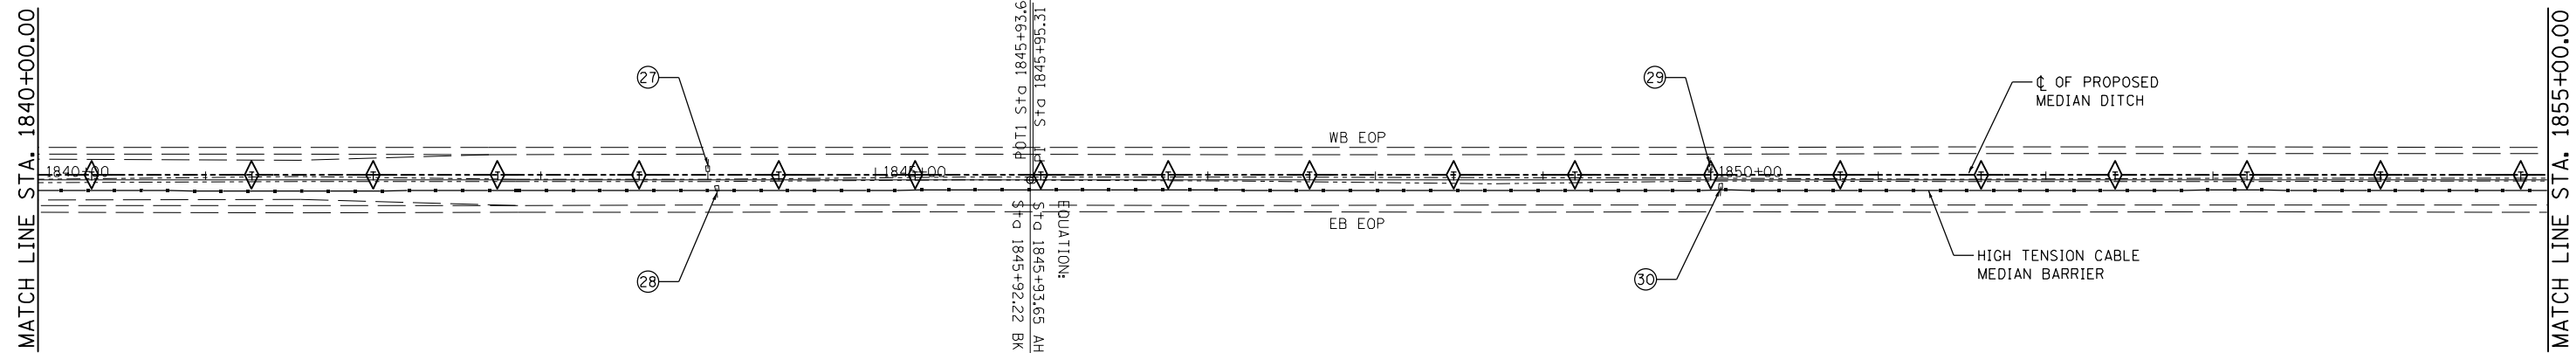 MATCH LINE STA. 1840+00.00
27
28
1840+00
1845+00
POT1 Sta 1845+93.6
PI Sta 1845+95.31
EQUATION:
Sta 1845+93.65 AH
Sta 1845+92.22 BK
WB EOP
EB EOP
29
30
1850+00
℄ OF PROPOSED
MEDIAN DITCH
HIGH TENSION CABLE
MEDIAN BARRIER
T T T T T T T T T T T T T T T T T T T
MATCH LINE STA. 1855+00.00